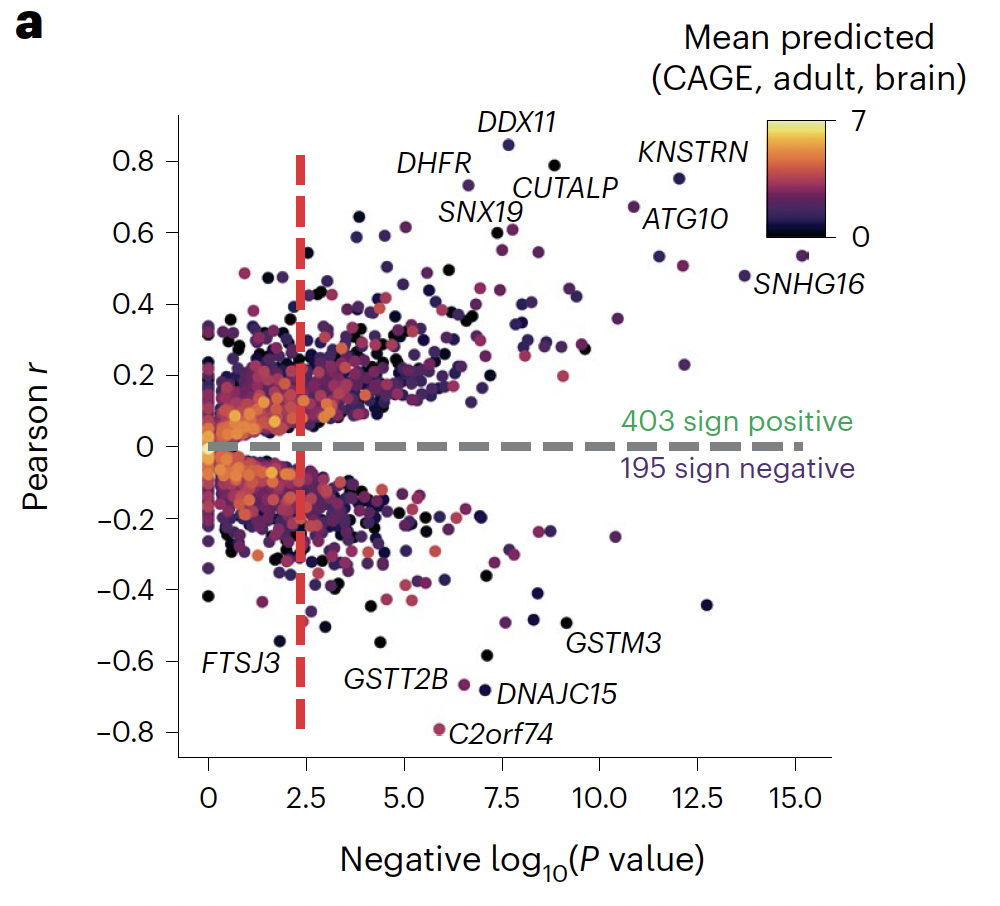 a
Mean predicted
(CAGE, adult, brain)
7
0
DDX11
DHFR
CUTALP
SNX19
KNSTRN
ATG10
SNHG16
403 sign positive
195 sign negative
FTSJ3
GSTM3
GSTT2B
DNAJC15
C2orf74
Pearson r
0.8
0.6
0.4
0.2
0
−0.2
−0.4
−0.6
−0.8
0 2.5 5.0 7.5 10.0 12.5 15.0
Negative log10(P value)